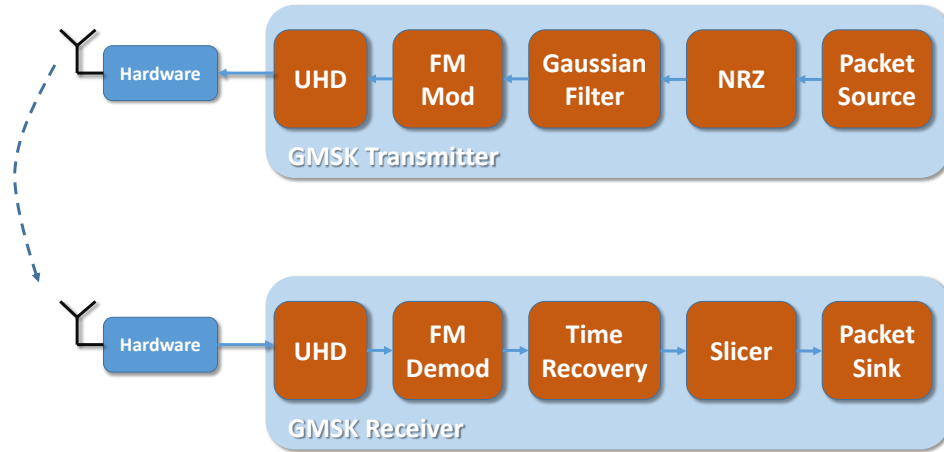 Hardware
UHD
FM
Mod
Gaussian
Filter
NRZ
Packet
Source
GMSK Transmitter
Hardware
UHD
FM
Demod
Time
Recovery
Slicer
Packet
Sink
GMSK Receiver